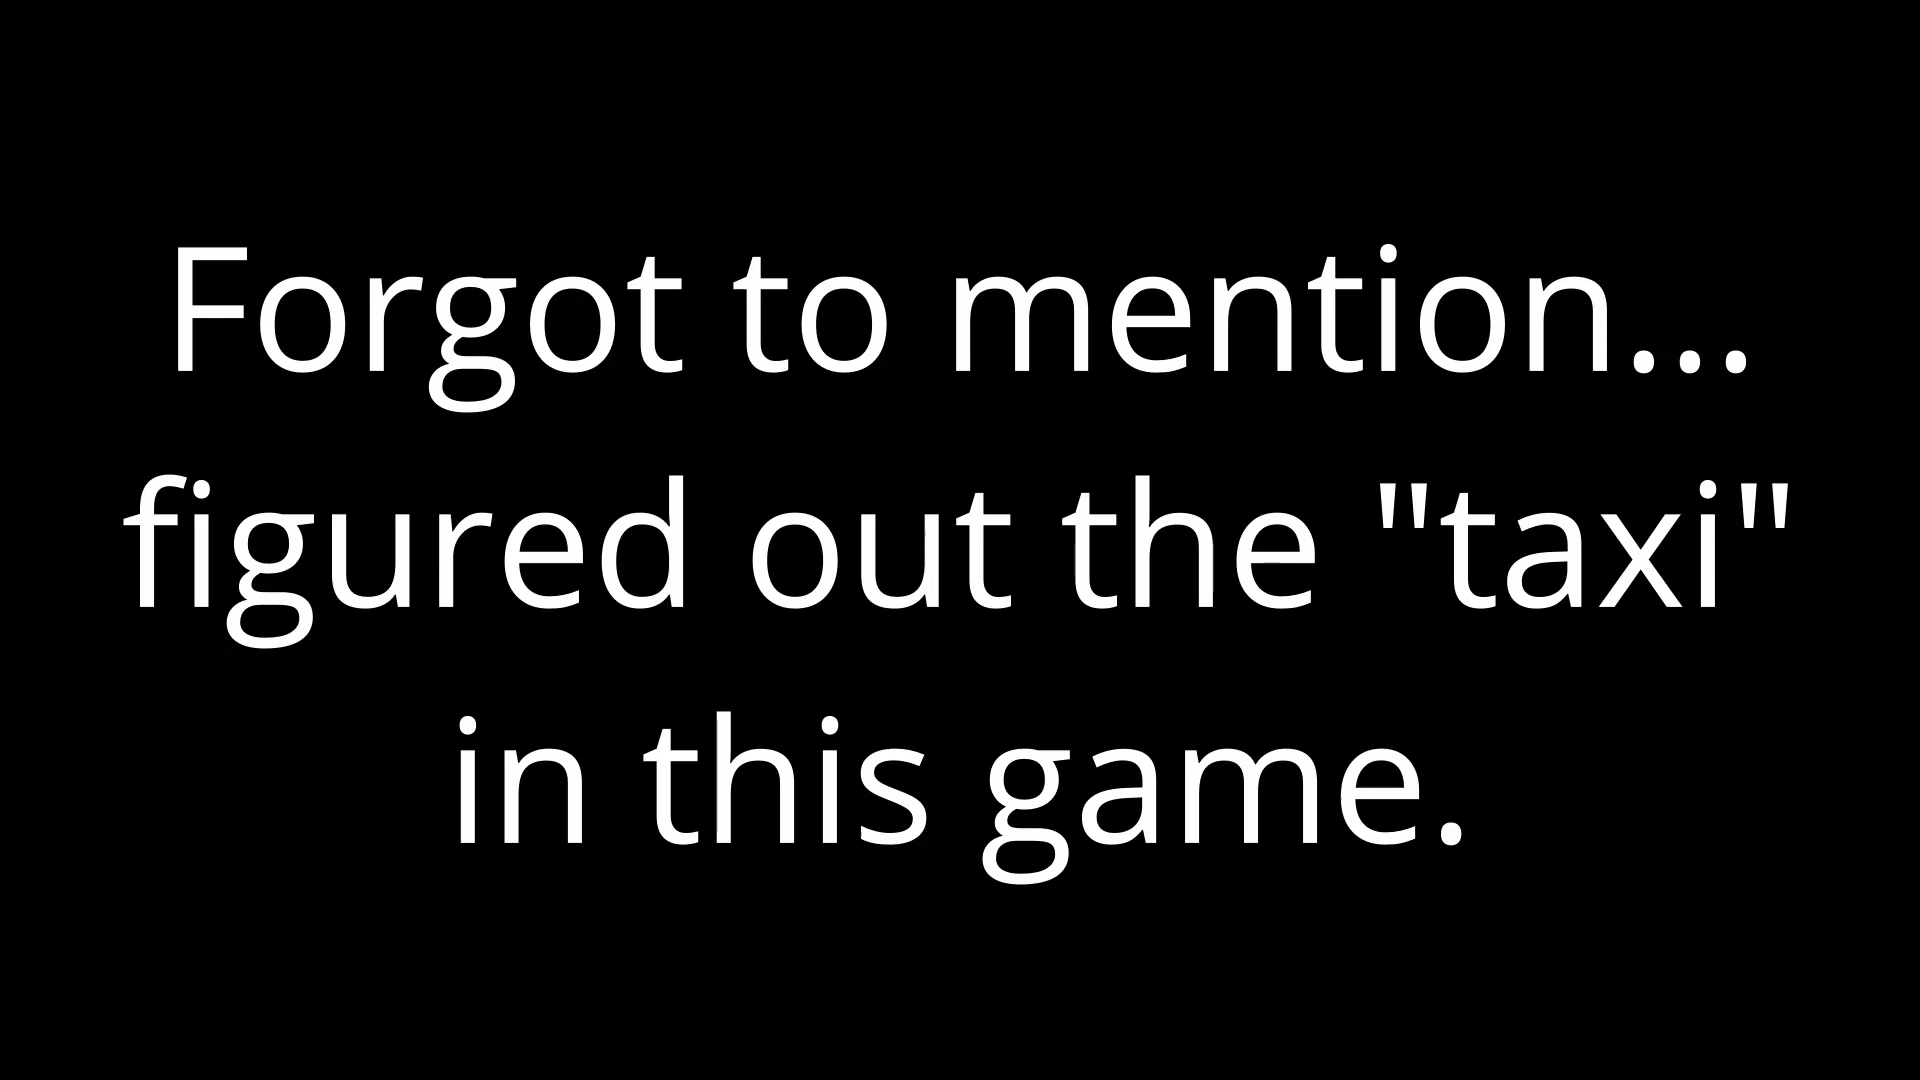 Forgot to mention...
figured out the "taxi"
in this game.